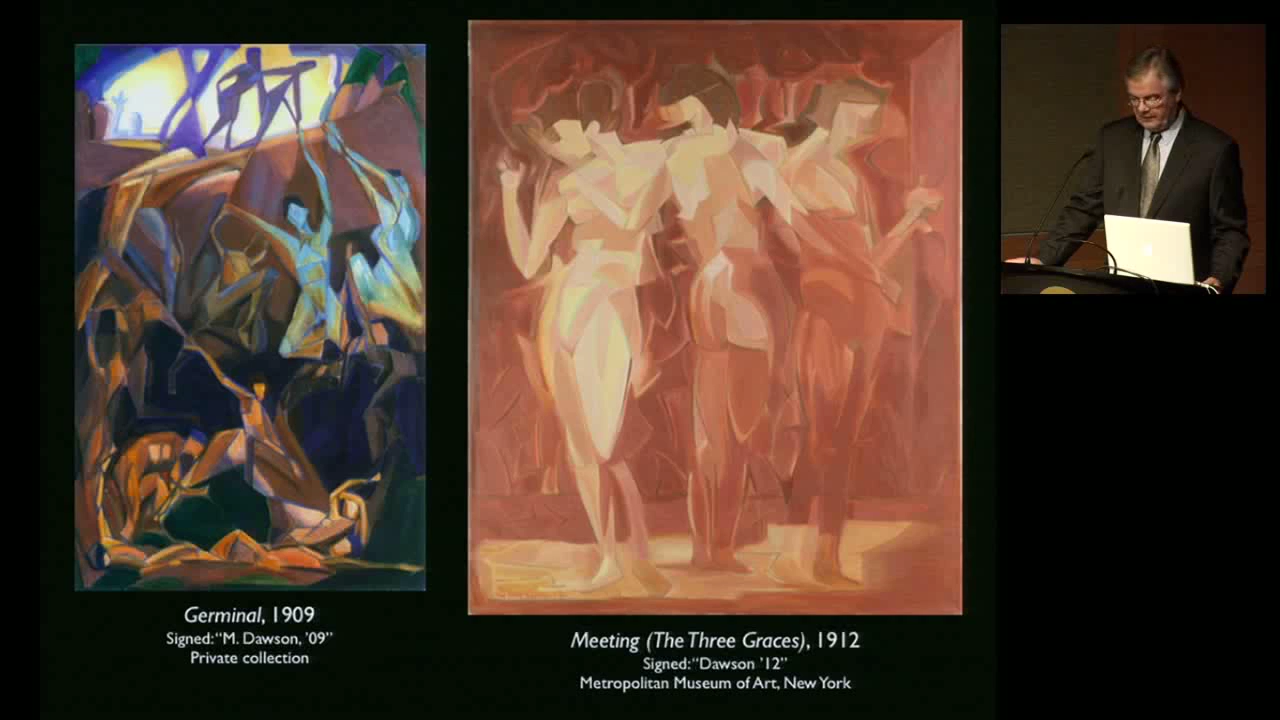 Germinal, 1909
Signed: “M. Dawson, ’09”
Private collection
Meeting (The Three Graces), 1912
Signed: “Dawson ’12”
Metropolitan Museum of Art, New York